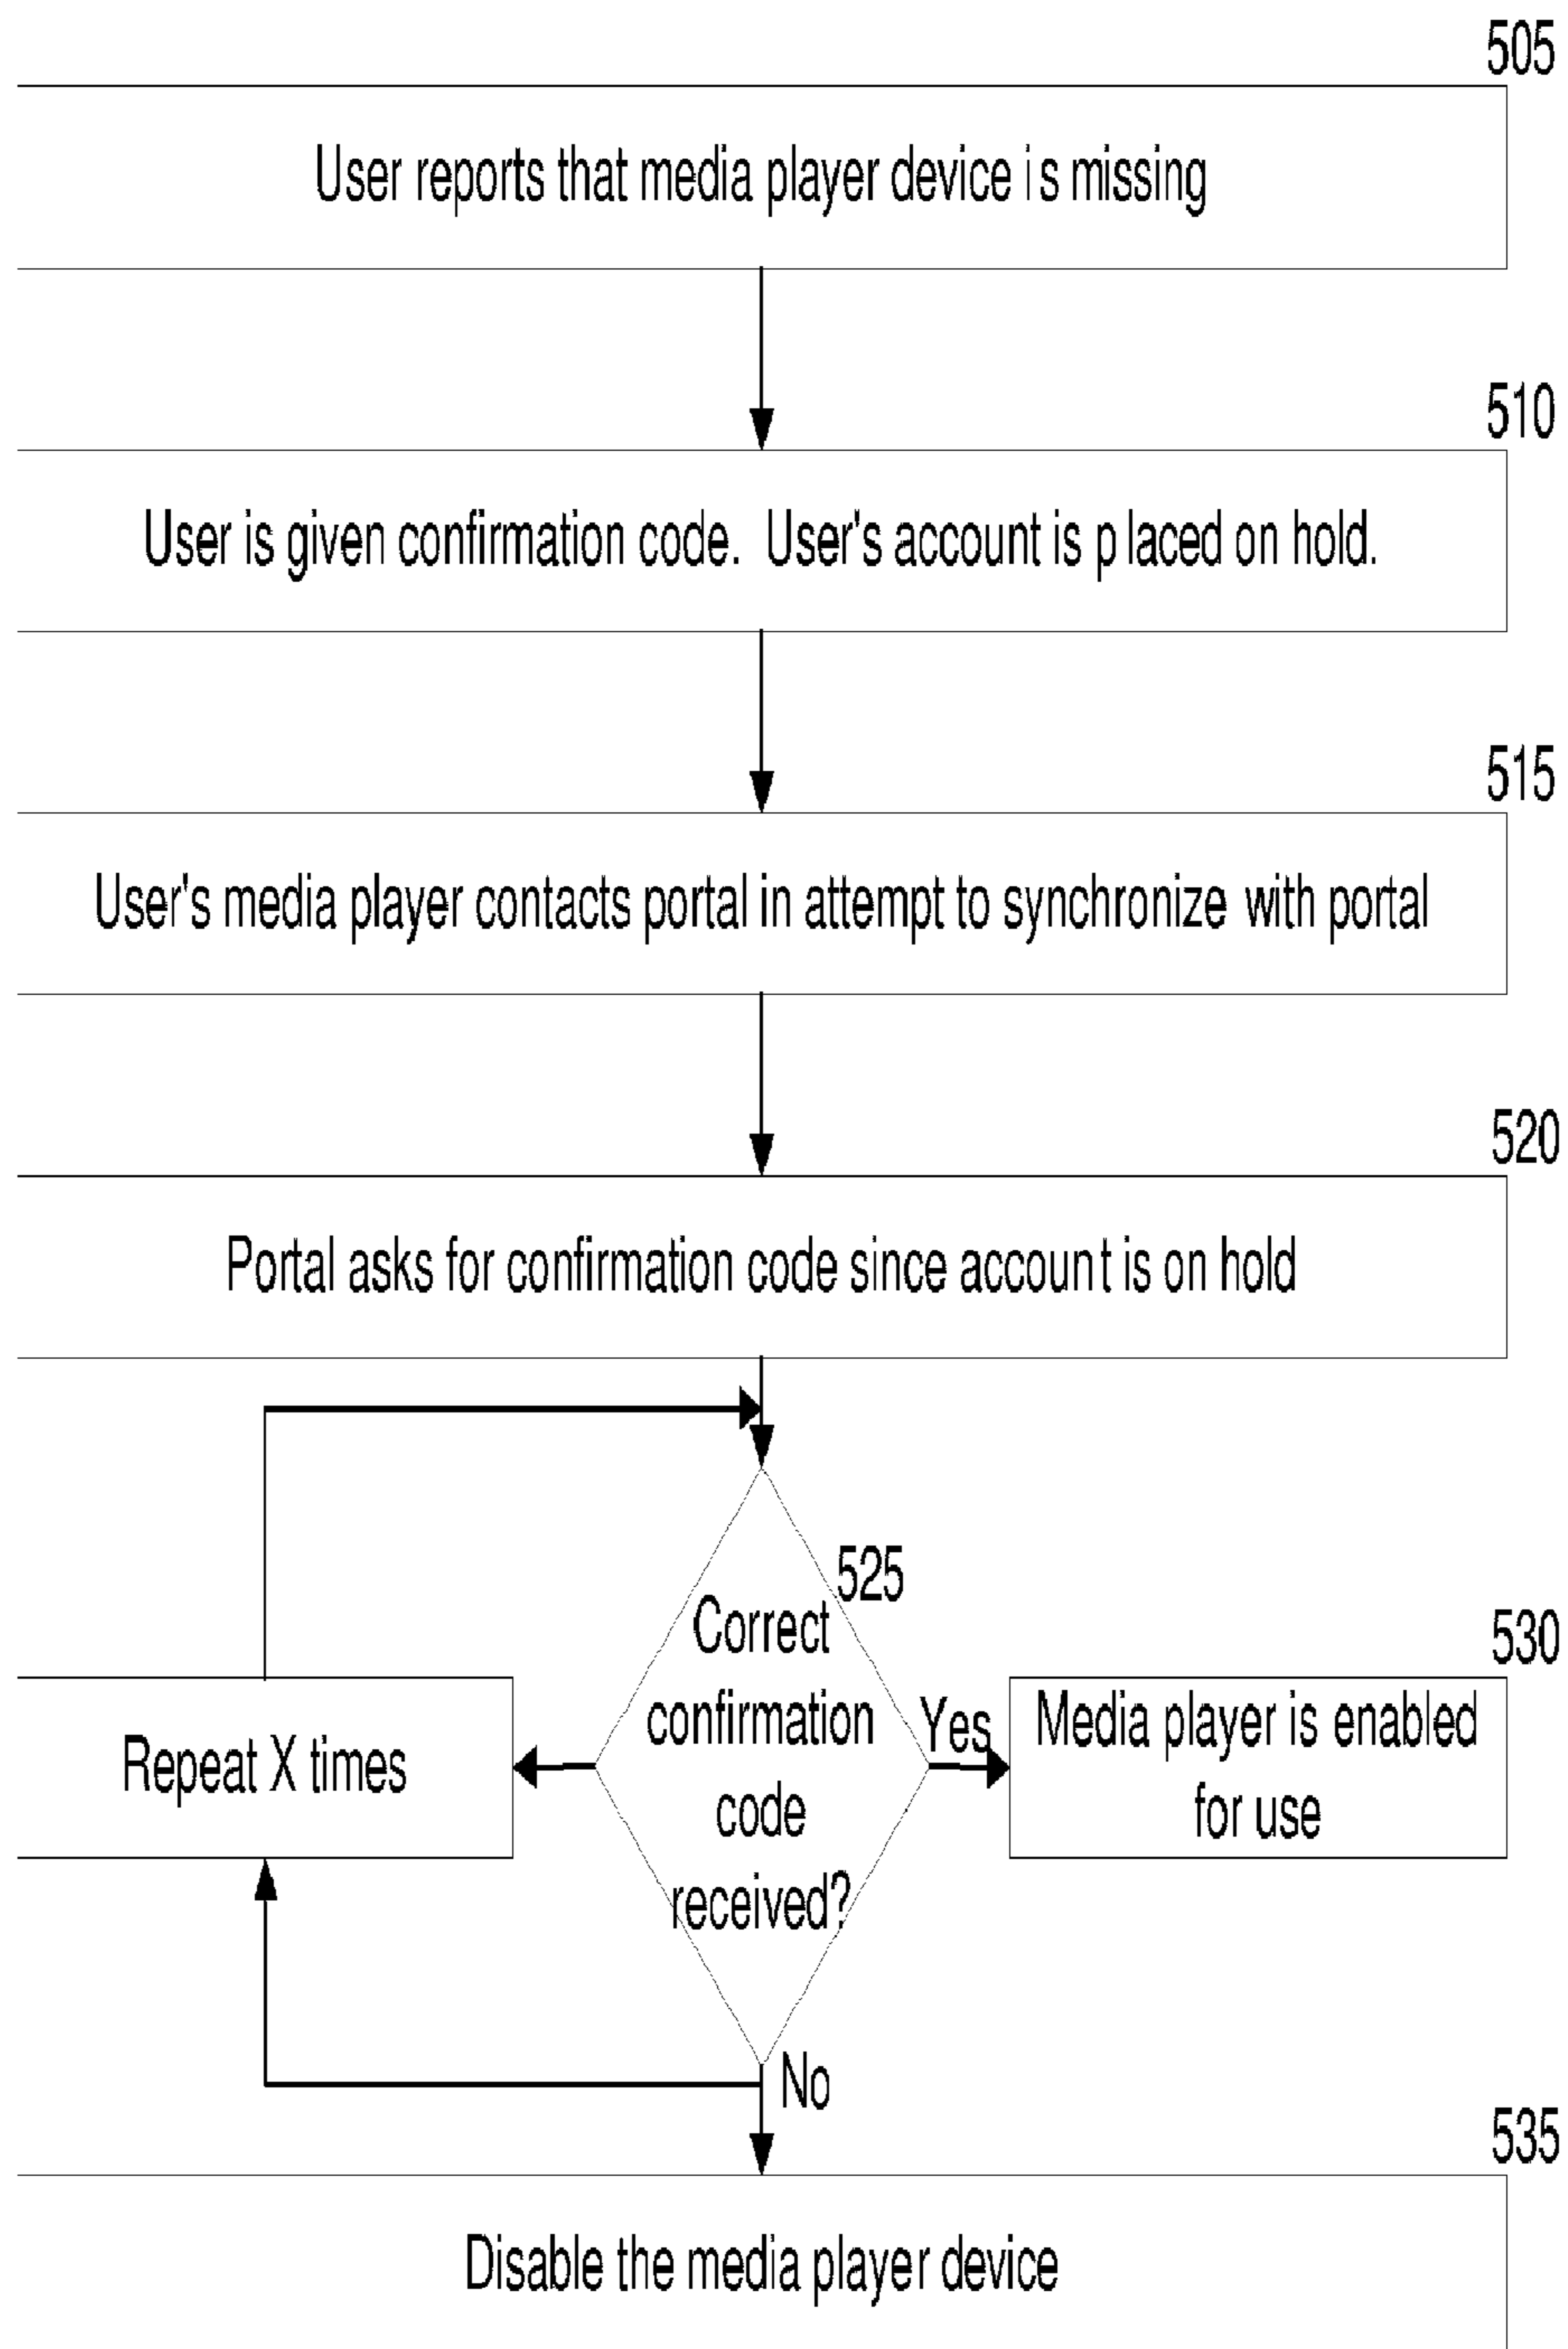 505
User reports that media player device is missing
510
User is given confirmation code. User's account is placed on hold.
515
User's media player contacts portal in attempt to synchronize with portal
520
Portal asks for confirmation code since account is on hold
525
Correct
confirmation
code
received?
Yes
530
Media player is enabled
for use
Repeat X times
No
535
Disable the media player device